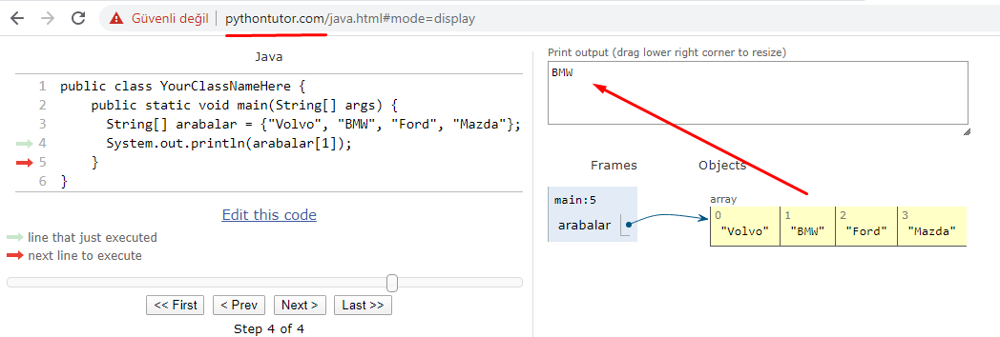 Güvenli değil | pythontutor.com/java.html#mode=display
Java
1 public class YourClassNameHere {
2 public static void main(String[] args) {
3 String[] arabalar = {"Volvo", "BMW", "Ford", "Mazda"};
4 System.out.println(arabalar[1]);
5 }
6 }
Edit this code
line that just executed
next line to execute
<< First < Prev Next > Last >>
Step 4 of 4
Print output (drag lower right corner to resize)
BMW
Frames Objects
main:5
arabalar
array
0 1 2 3
"Volvo" "BMW" "Ford" "Mazda"